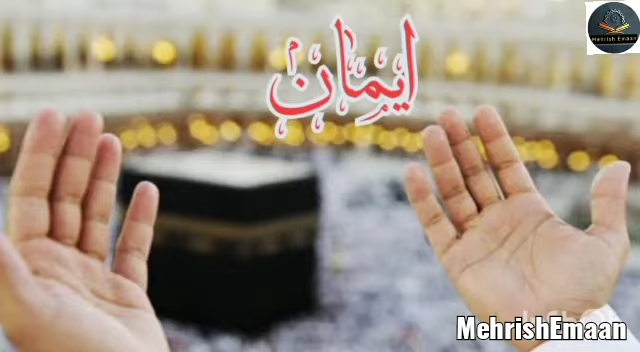 ایمان
Mehrish Emaan
MehrishEmaan